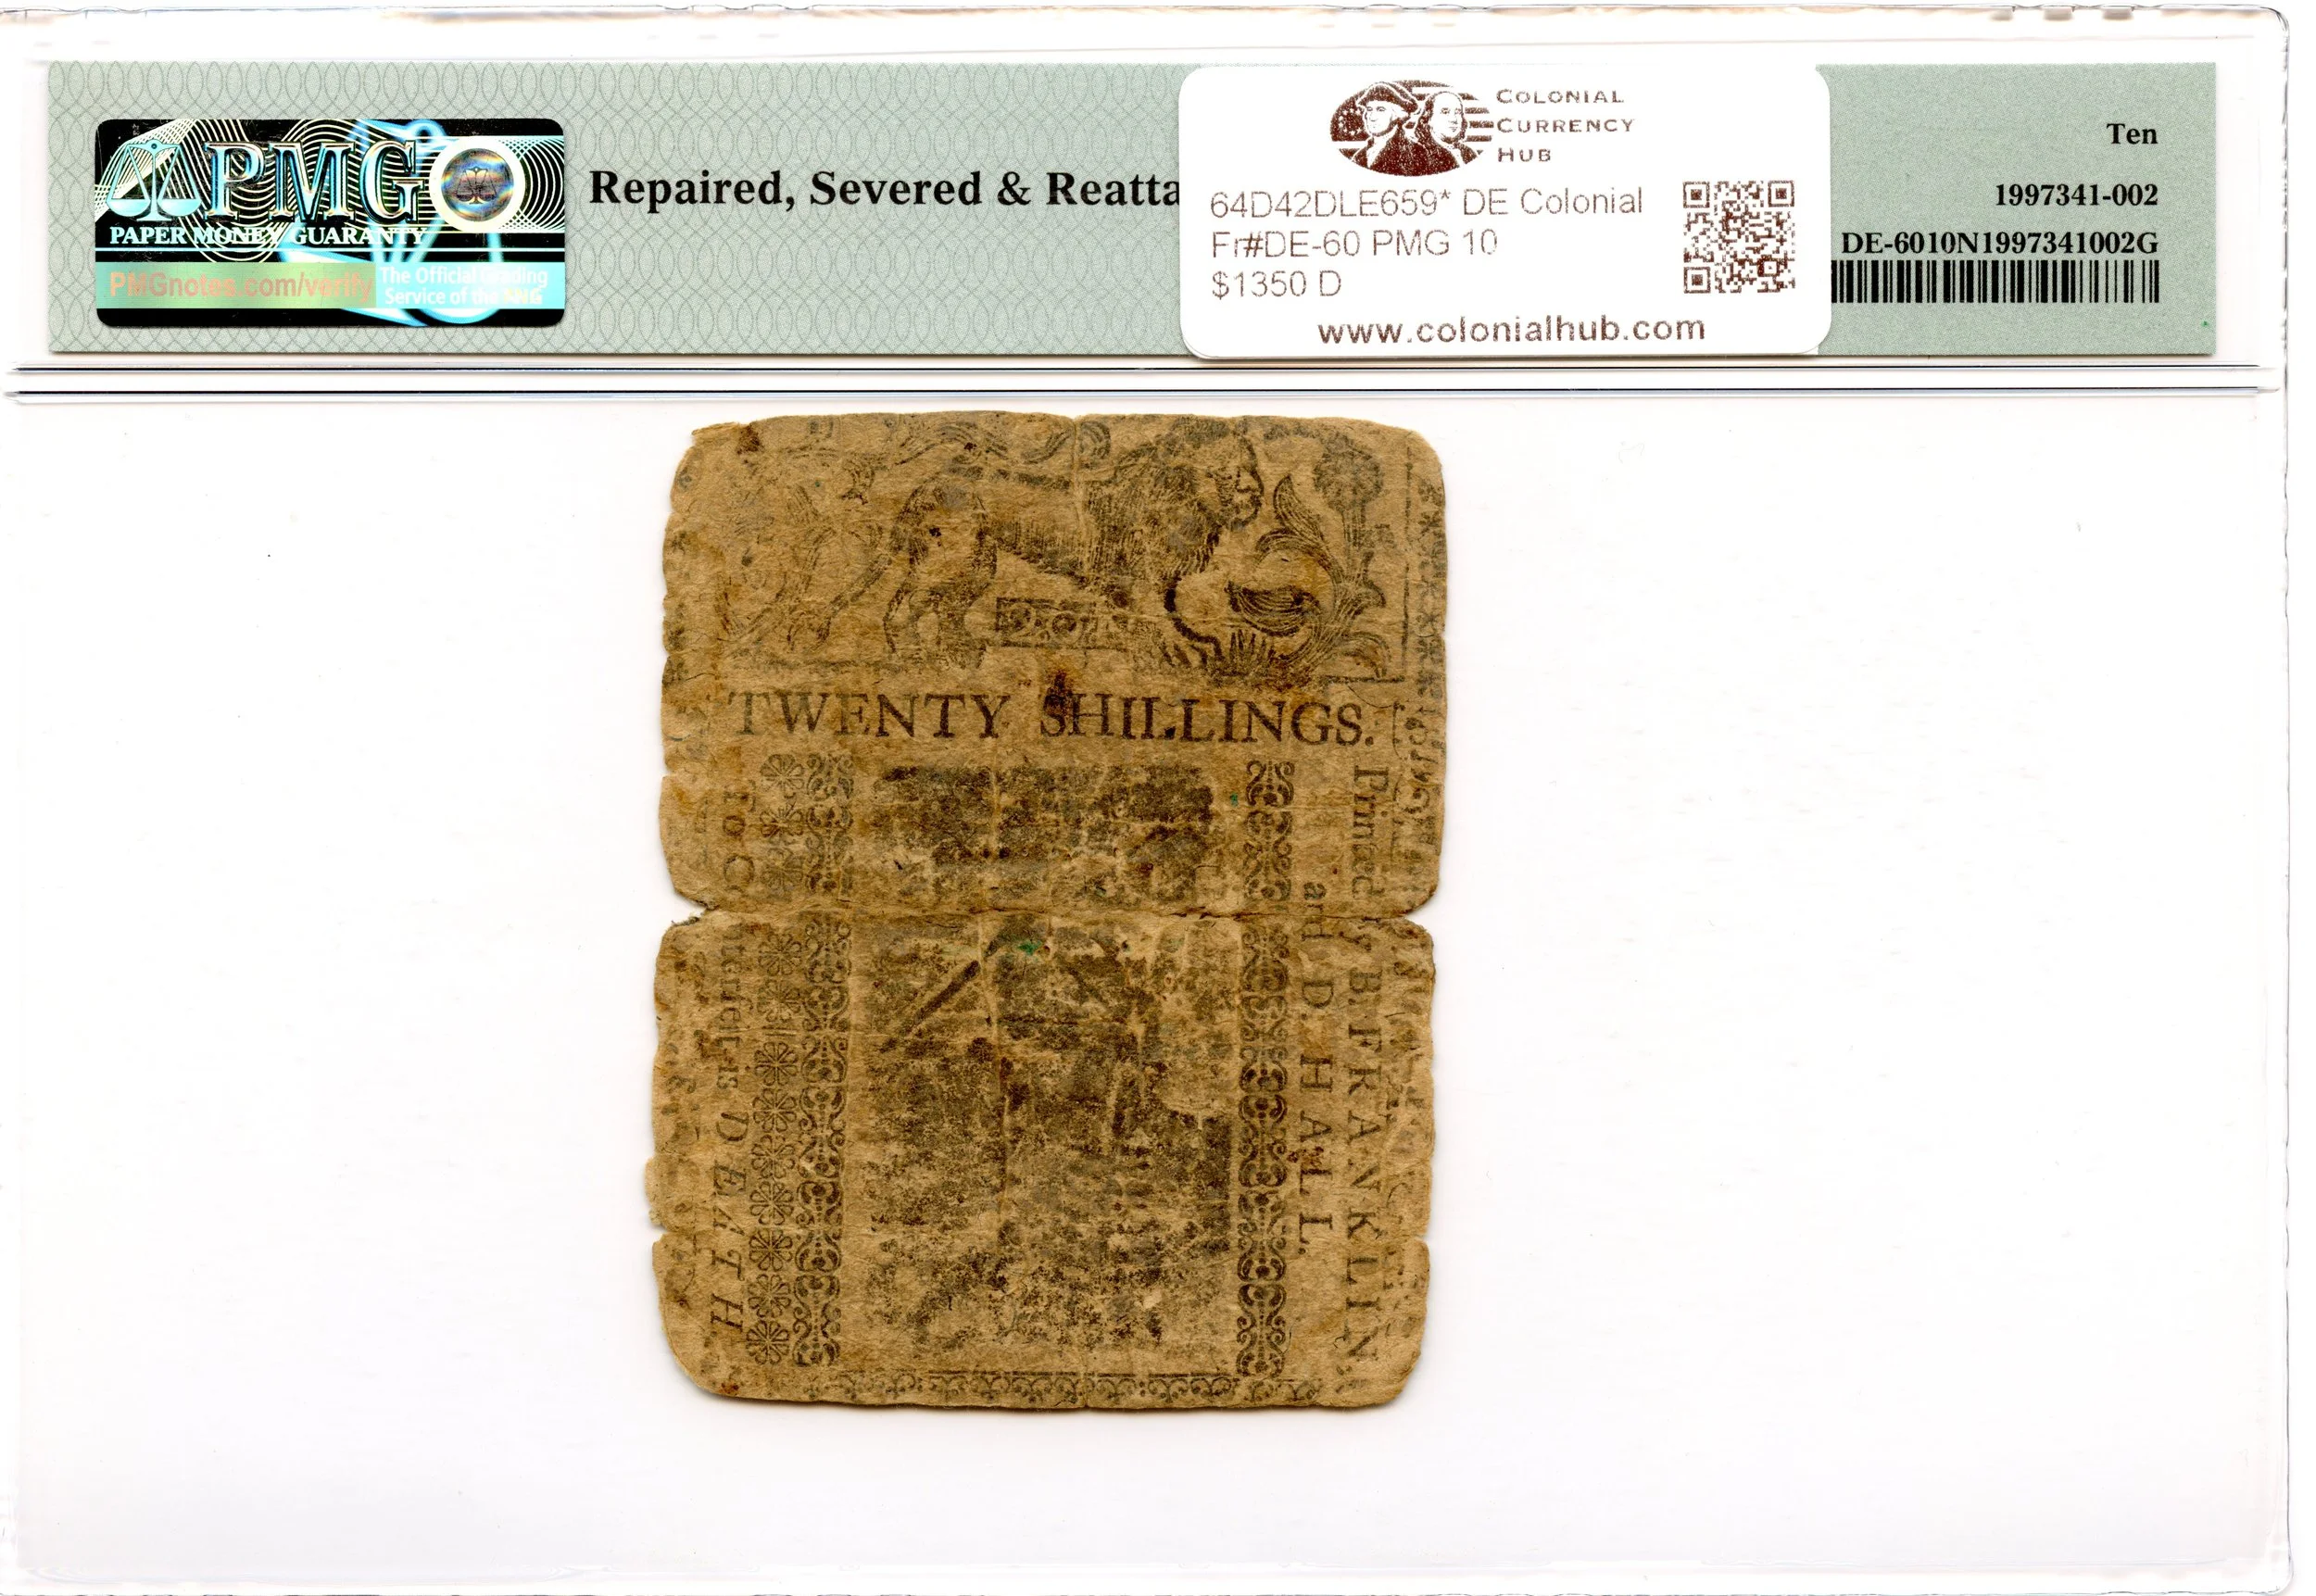 PMG
PAPER MONEY GUARANTY
PMGnotes.com/verify
The Official Grading
Service of the
Repaired, Severed & Reatta
COLONIAL
CURRENCY
HUB
64D42DLE659* DE Colonial
Fr#DE-60 PMG 10
$1350 D
www.colonialhub.com
Ten
1997341-002
DE-6010N1997341002G
TWENTY SHILLINGS.
To C
nterfeit is DEATH
Printed by B. FRANKLIN
and D. HALL.